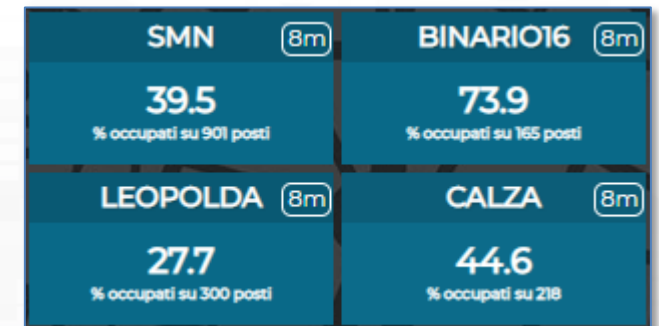 SMN 8m
39.5
% occupati su 901 posti
BINARIO16 8m
73.9
% occupati su 165 posti
LEOPOLDA 8m
27.7
% occupati su 300 posti
CALZA 8m
44.6
% occupati su 218